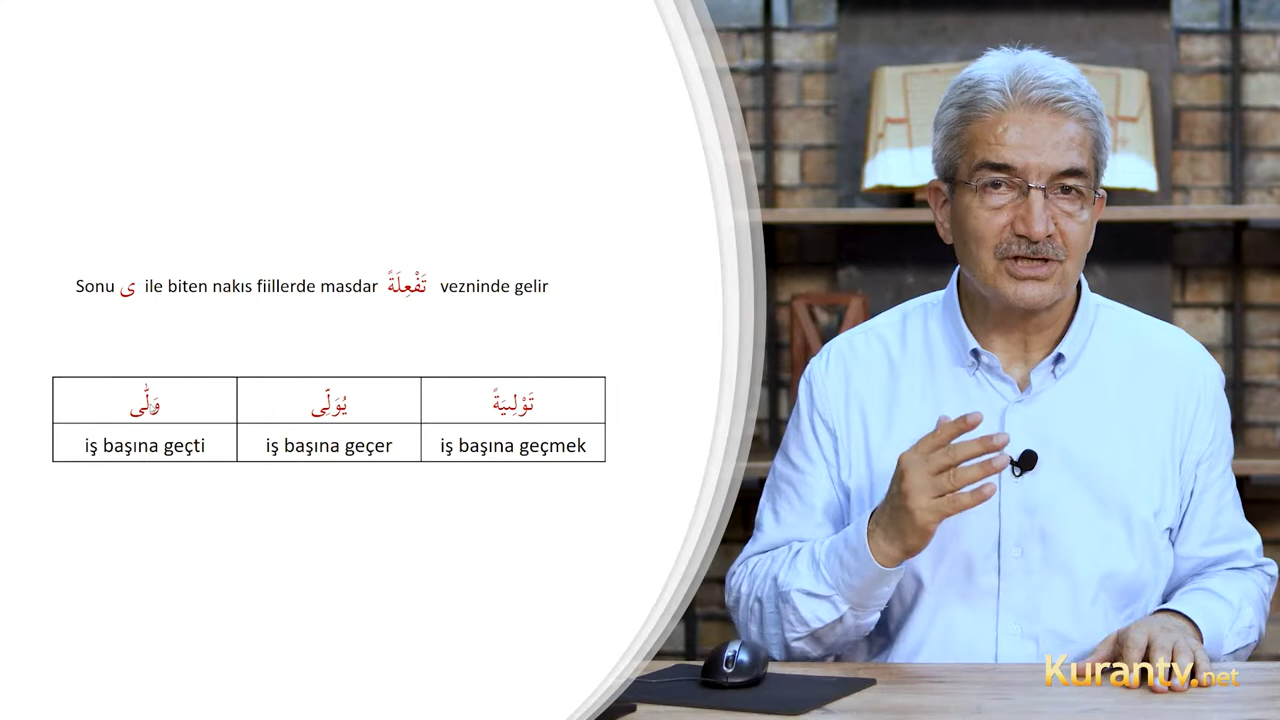 Sonu ى ile biten nakıs fiillerde masdar تَفْعِلَةً vezninde gelir
وَلّٰى يُوَلِّى تَوْلِيَةً
iş başına geçti iş başına geçer iş başına geçmek
Kurantv.net